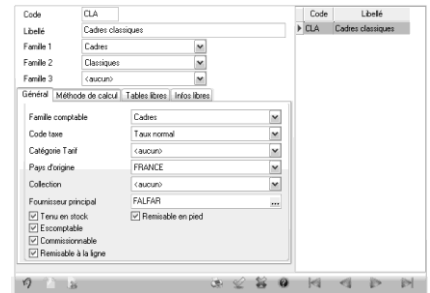 Code CLA
Libellé Cadres classiques
Famille 1 Cadres
Famille 2 Classiques
Famille 3 <aucun>
Général Méthode de calcul Tables libres Infos libres
Famille comptable Cadres
Code taxe Taux normal
Catégorie Tarif <aucun>
Pays d'origine FRANCE
Collection <aucun>
Fournisseur principal FALFAR ...
Tenu en stock Remisable en pied
Escomptable
Commissionnable
Remisable à la ligne
Code Libellé
CLA Cadres classiques